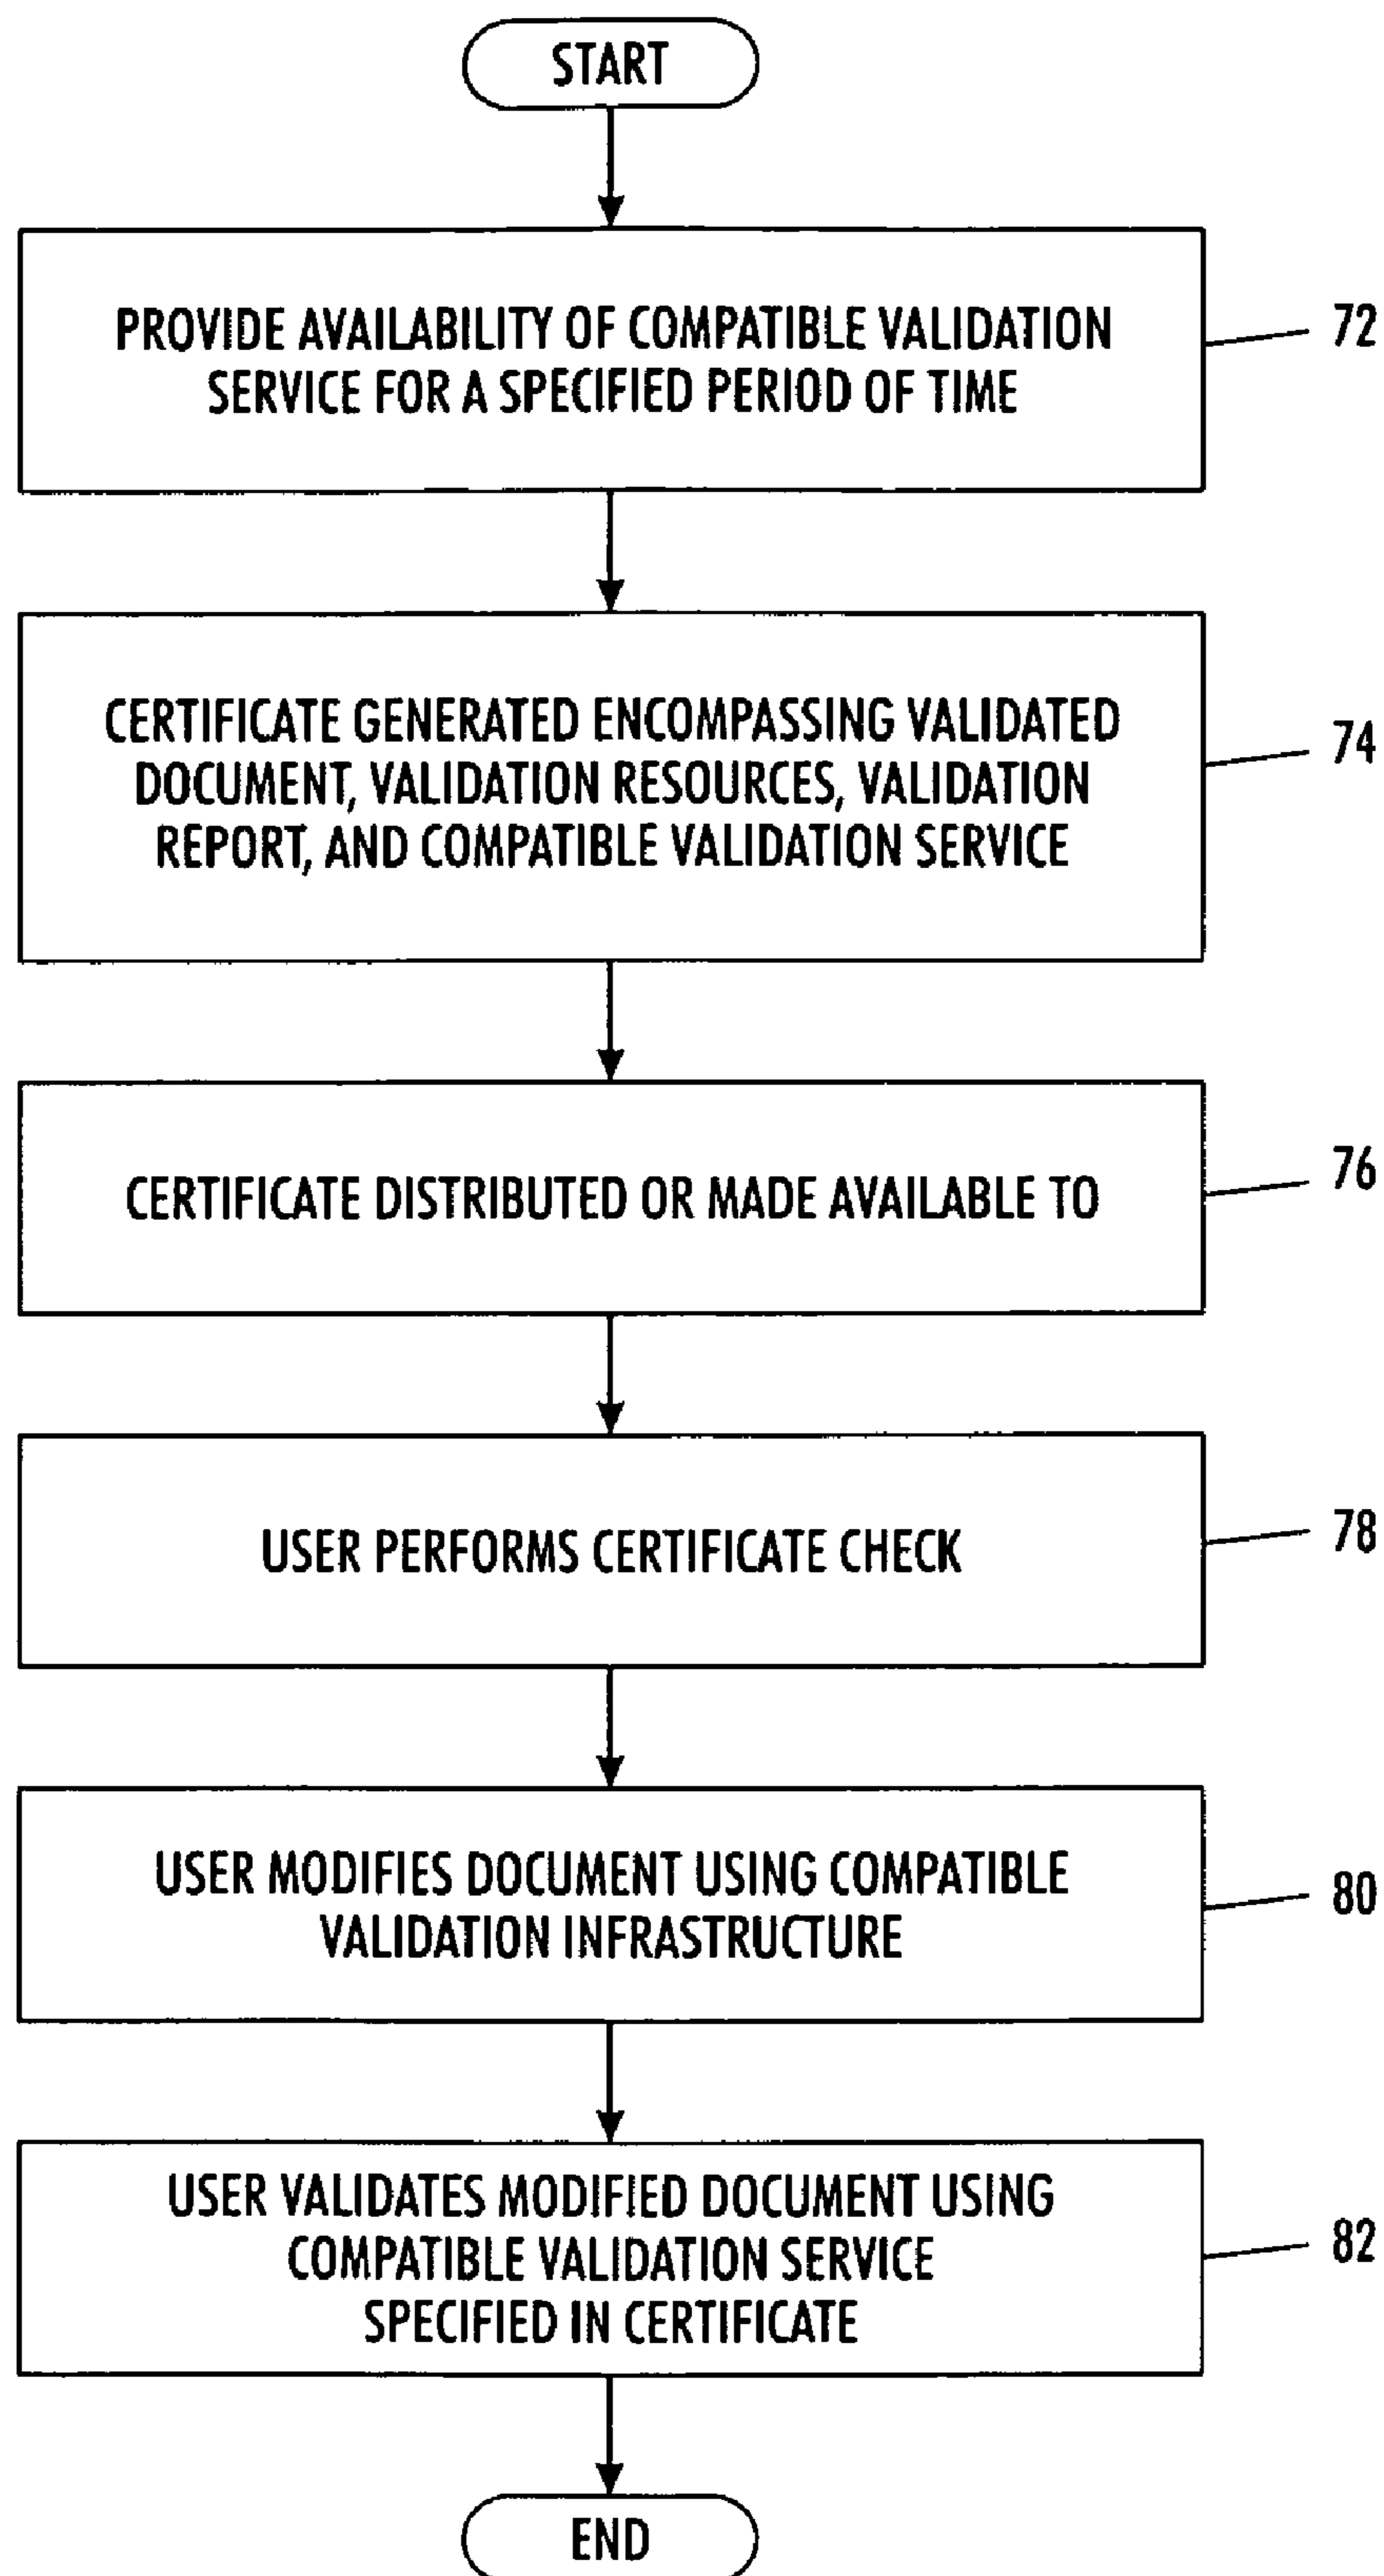 START
PROVIDE AVAILABILITY OF COMPATIBLE VALIDATION
SERVICE FOR A SPECIFIED PERIOD OF TIME
72
CERTIFICATE GENERATED ENCOMPASSING VALIDATED
DOCUMENT, VALIDATION RESOURCES, VALIDATION
REPORT, AND COMPATIBLE VALIDATION SERVICE
74
CERTIFICATE DISTRIBUTED OR MADE AVAILABLE TO
76
USER PERFORMS CERTIFICATE CHECK
78
USER MODIFIES DOCUMENT USING COMPATIBLE
VALIDATION INFRASTRUCTURE
80
USER VALIDATES MODIFIED DOCUMENT USING
COMPATIBLE VALIDATION SERVICE
SPECIFIED IN CERTIFICATE
82
END